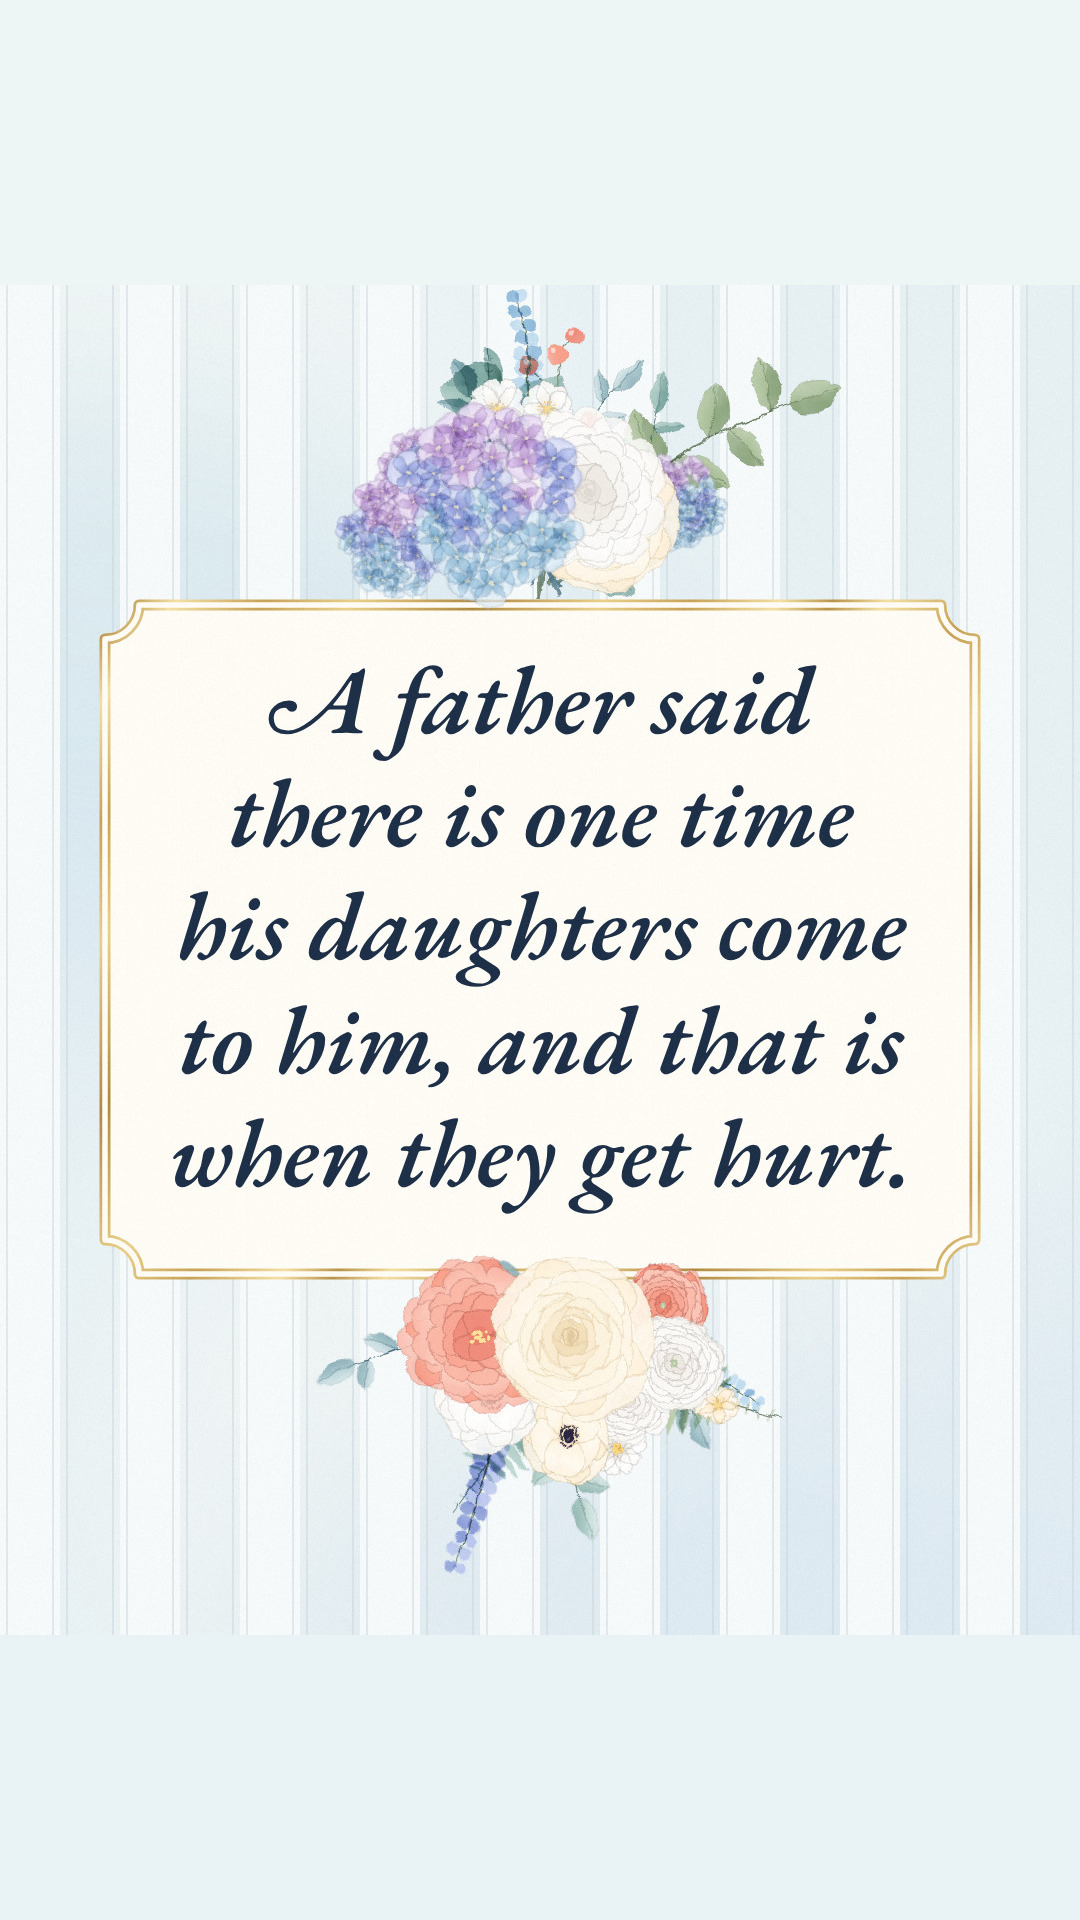 A father said
there is one time
his daughters come
to him, and that is
when they get hurt.